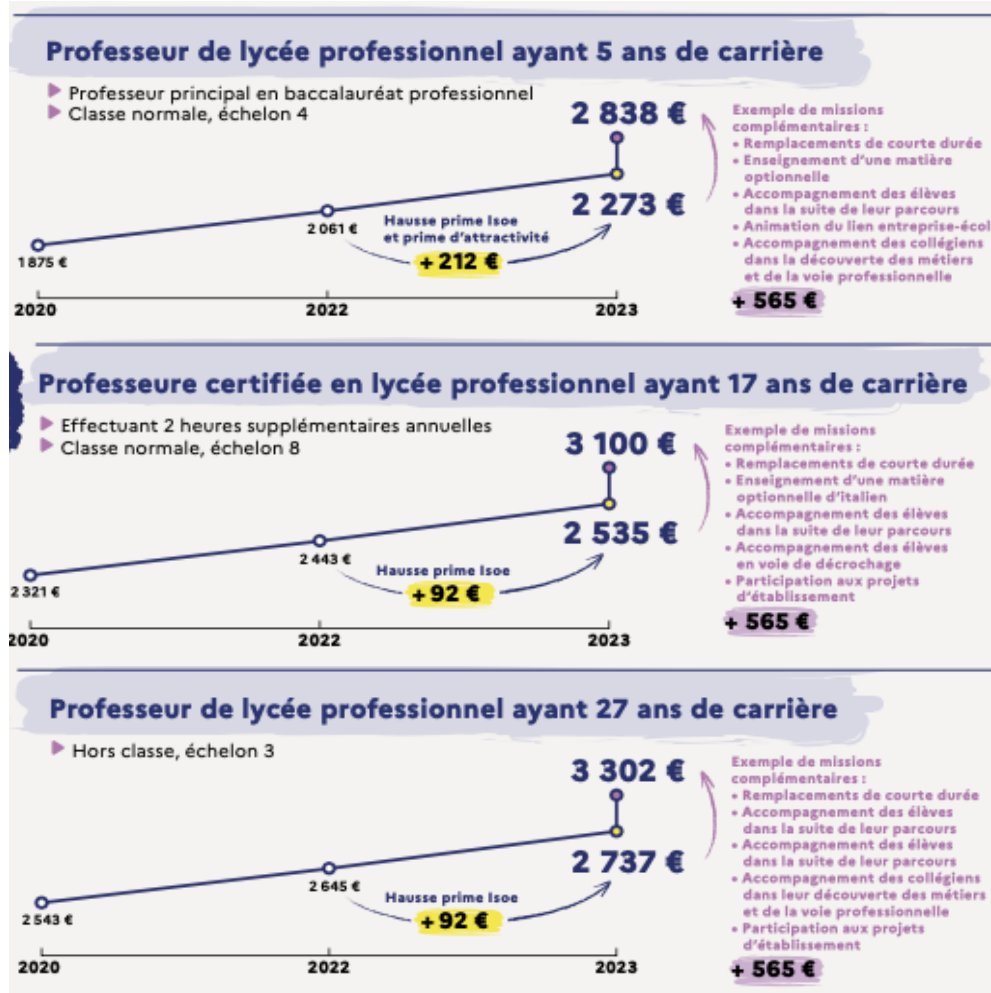 Professeur de lycée professionnel ayant 5 ans de carrière
Professeur principal en baccalauréat professionnel
Classe normale, échelon 4
2 838 €
2 273 €
2 061 €
1 875 €
Hausse prime Isoe
et prime d'attractivité
+ 212 €
2020
2022
2023
Exemple de missions
complémentaires :
• Remplacements de courte durée
• Enseignement d'une matière
optionnelle
• Accompagnement des élèves
dans la suite de leur parcours
• Animation du lien entreprise-écol
• Accompagnement des collégiens
dans la découverte des métiers
et de la voie professionnelle
+ 565 €
Professeure certifiée en lycée professionnel ayant 17 ans de carrière
Effectuant 2 heures supplémentaires annuelles
Classe normale, échelon 8
3 100 €
2 535 €
2 443 €
2 321 €
Hausse prime Isoe
+ 92 €
2020
2022
2023
Exemple de missions
complémentaires :
• Remplacements de courte durée
• Enseignement d'une matière
optionnelle d'italien
• Accompagnement des élèves
dans la suite de leur parcours
• Accompagnement des élèves
en voie de décrochage
• Participation aux projets
d'établissement
+ 565 €
Professeur de lycée professionnel ayant 27 ans de carrière
Hors classe, échelon 3
3 302 €
2 737 €
2 645 €
2 543 €
Hausse prime Isoe
+ 92 €
2020
2022
2023
Exemple de missions
complémentaires :
• Remplacements de courte durée
• Accompagnement des élèves
dans la suite de leur parcours
• Accompagnement des élèves
dans la suite de leur parcours
• Accompagnement des collégiens
dans leur découverte des métiers
et de la voie professionnelle
• Participation aux projets
d'établissement
+ 565 €